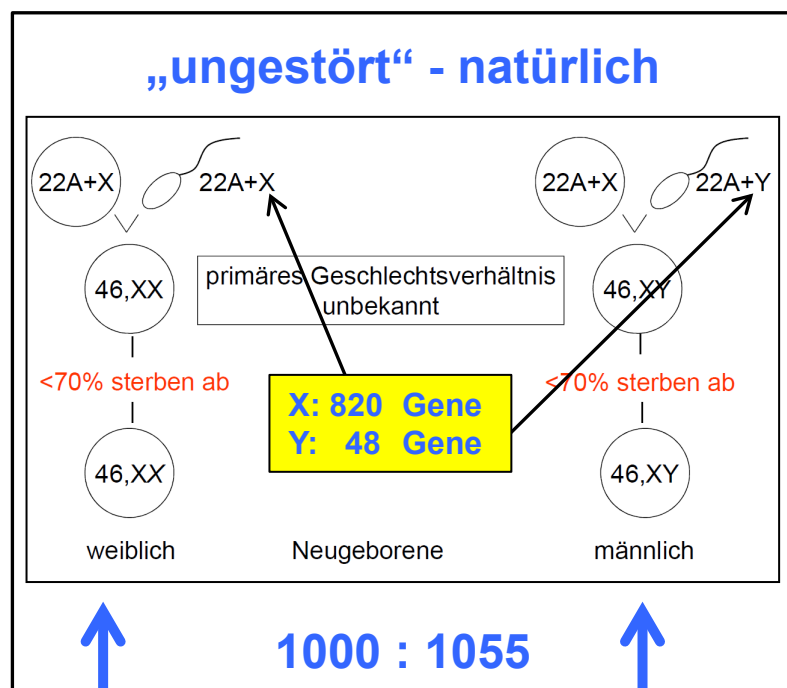 „ungestört“ - natürlich
22A+X 22A+X 22A+X 22A+Y
46,XX primäres Geschlechtsverhältnis 46,XY
unbekannt
<70% sterben ab <70% sterben ab
X: 820 Gene
Y: 48 Gene
46,XX 46,XY
weiblich Neugeborene männlich
1000 : 1055